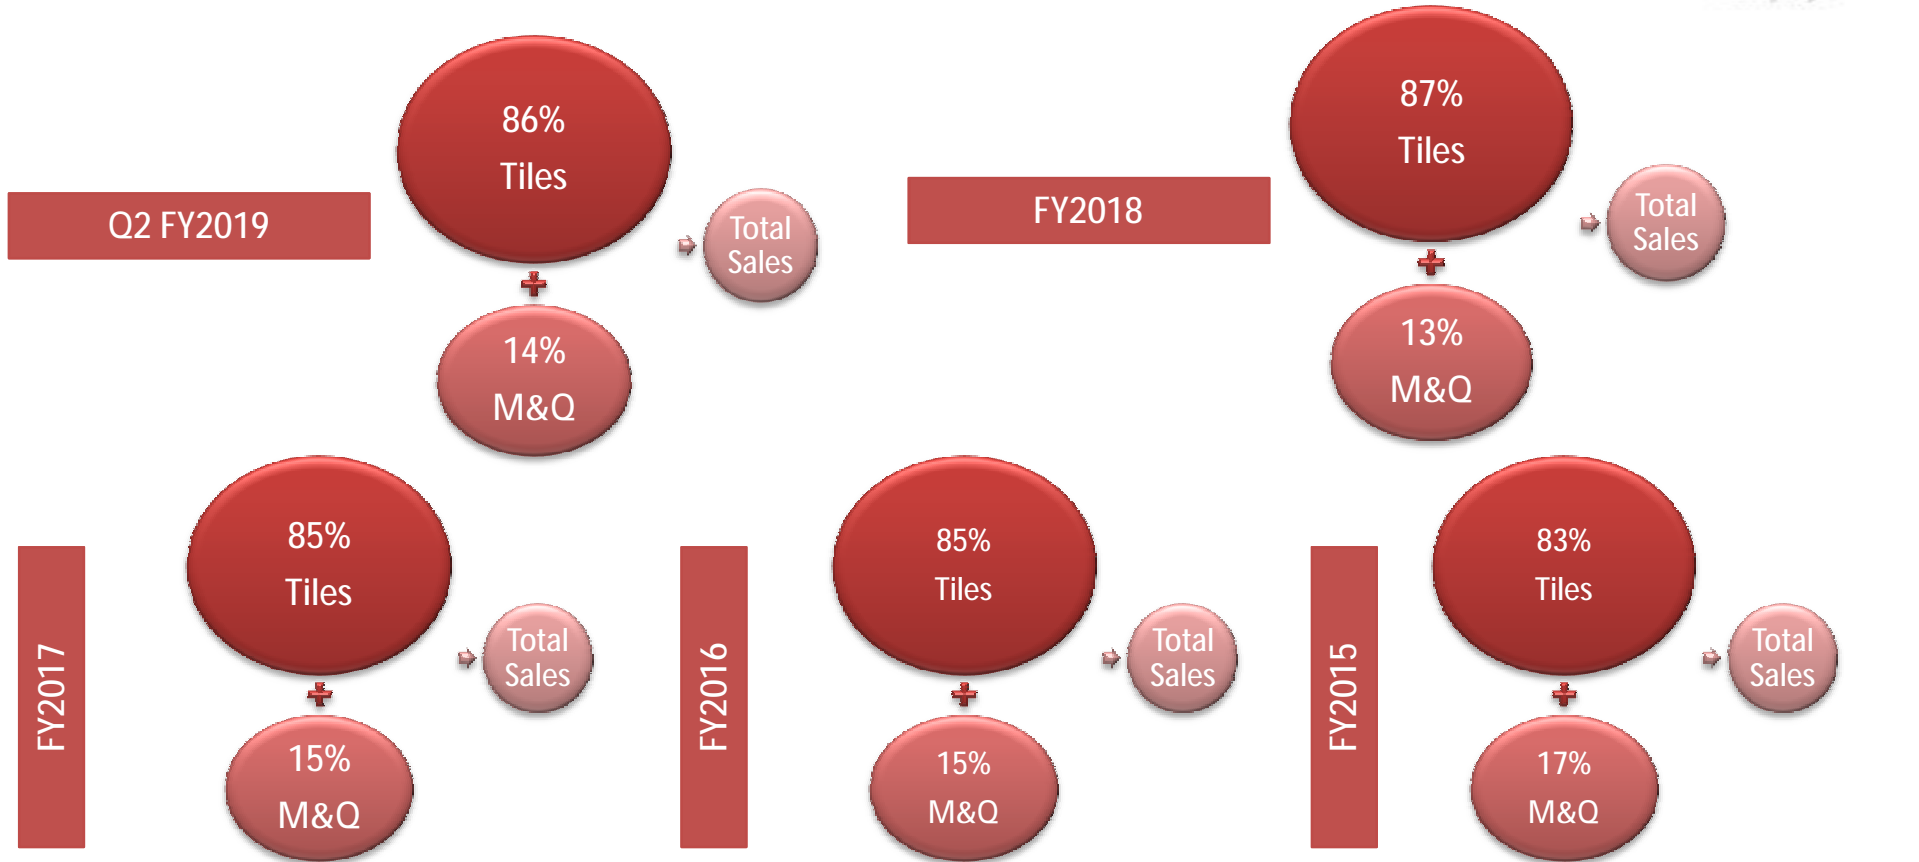 Q2 FY2019
86%
Tiles
14%
M&Q
Total
Sales
FY2018
87%
Tiles
13%
M&Q
Total
Sales
FY2017
85%
Tiles
15%
M&Q
Total
Sales
FY2016
85%
Tiles
15%
M&Q
Total
Sales
FY2015
83%
Tiles
17%
M&Q
Total
Sales